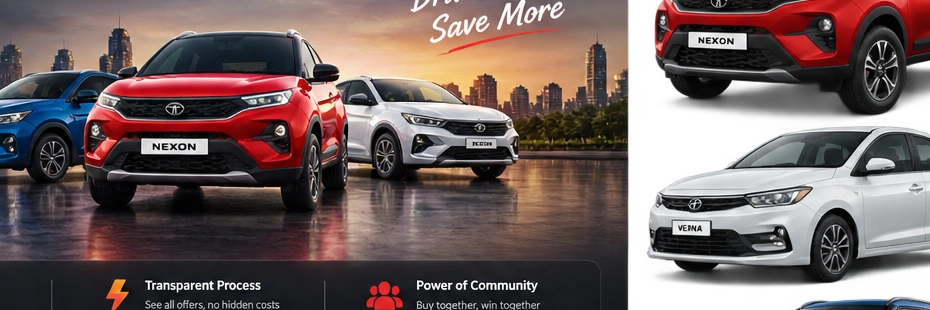 Save More
NEXON
Transparent Process
See all offers, no hidden costs
Power of Community
Buy together, win together
NEXON
VERNA